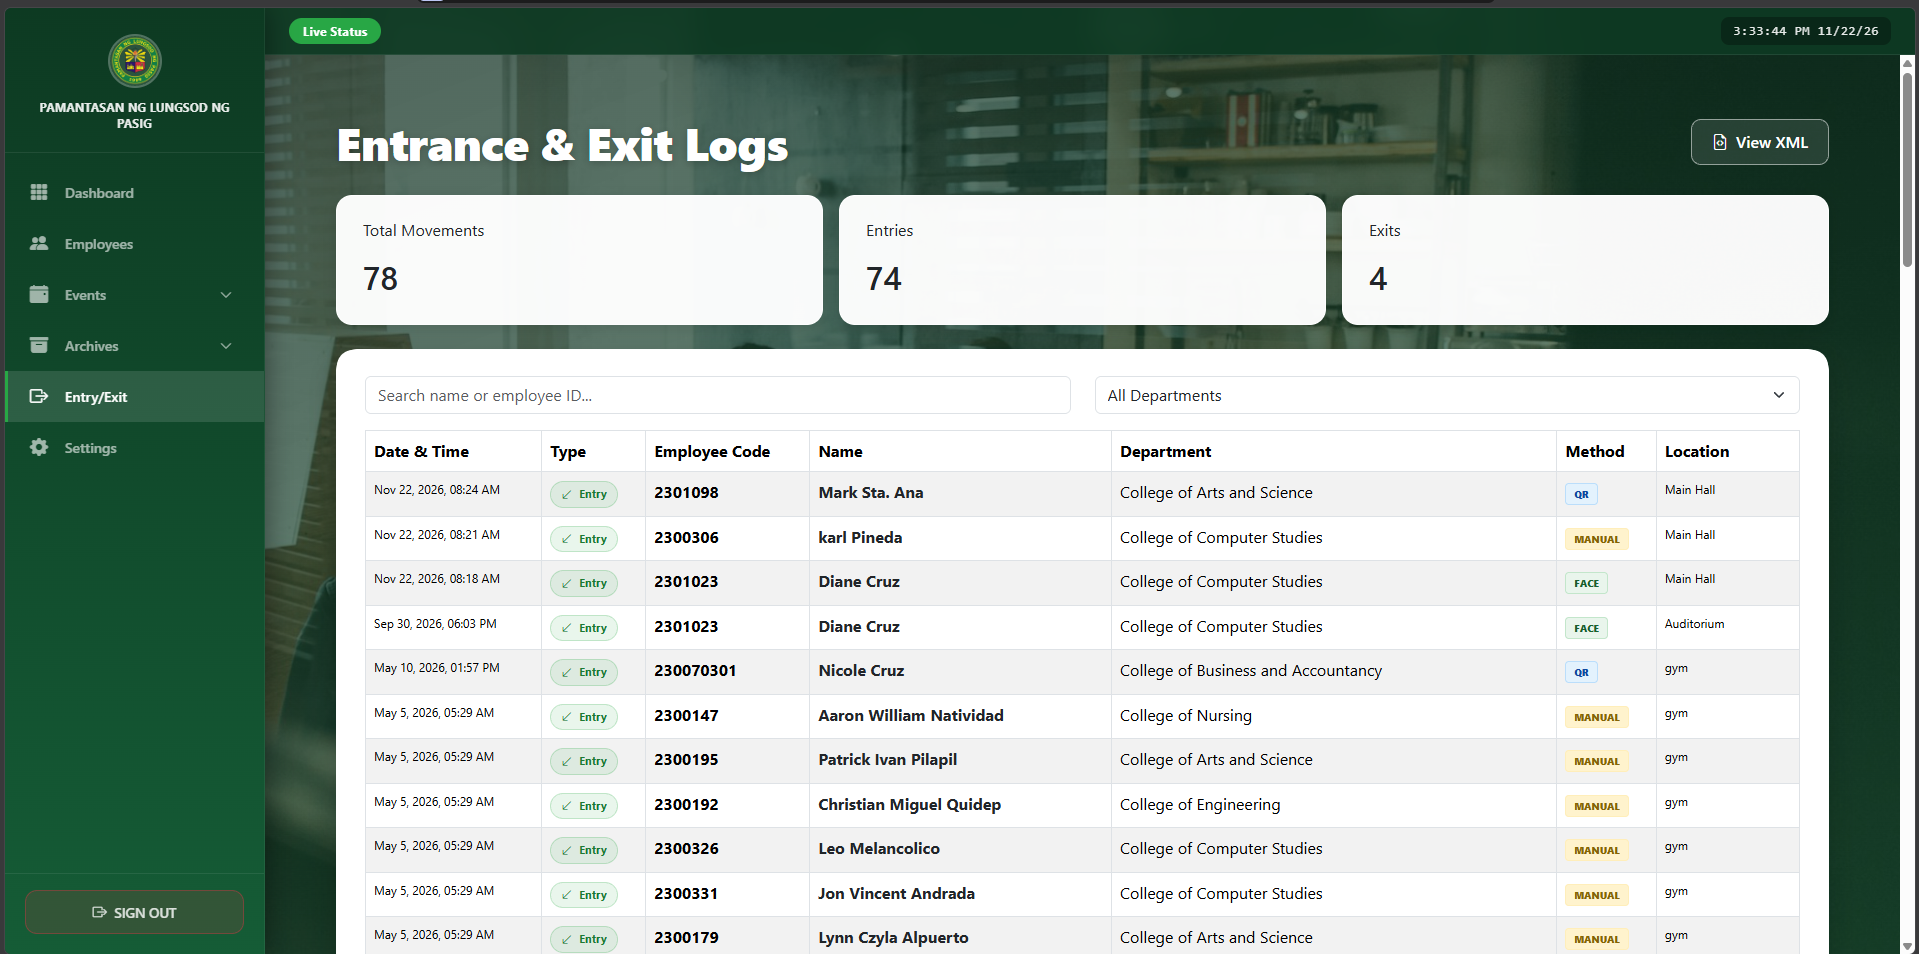 Live Status
3:33:44 PM 11/22/26
PAMANTASAN NG LUNGSOD NG
PASIG
Dashboard
Employees
Events
Archives
Entry/Exit
Settings
SIGN OUT
Entrance & Exit Logs
View XML
Total Movements
78
Entries
74
Exits
4
Search name or employee ID...
All Departments
Date & Time Type Employee Code Name Department Method Location
Nov 22, 2026, 08:24 AM Entry 2301098 Mark Sta. Ana College of Arts and Science QR Main Hall
Nov 22, 2026, 08:21 AM Entry 2300306 karl Pineda College of Computer Studies MANUAL Main Hall
Nov 22, 2026, 08:18 AM Entry 2301023 Diane Cruz College of Computer Studies FACE Main Hall
Sep 30, 2026, 06:03 PM Entry 2301023 Diane Cruz College of Computer Studies FACE Auditorium
May 10, 2026, 01:57 PM Entry 230070301 Nicole Cruz College of Business and Accountancy QR gym
May 5, 2026, 05:29 AM Entry 2300147 Aaron William Natividad College of Nursing MANUAL gym
May 5, 2026, 05:29 AM Entry 2300195 Patrick Ivan Pilapil College of Arts and Science MANUAL gym
May 5, 2026, 05:29 AM Entry 2300192 Christian Miguel Quidep College of Engineering MANUAL gym
May 5, 2026, 05:29 AM Entry 2300326 Leo Melancolico College of Computer Studies MANUAL gym
May 5, 2026, 05:29 AM Entry 2300331 Jon Vincent Andrada College of Computer Studies MANUAL gym
May 5, 2026, 05:29 AM Entry 2300179 Lynn Czyla Alpuerto College of Arts and Science MANUAL gym